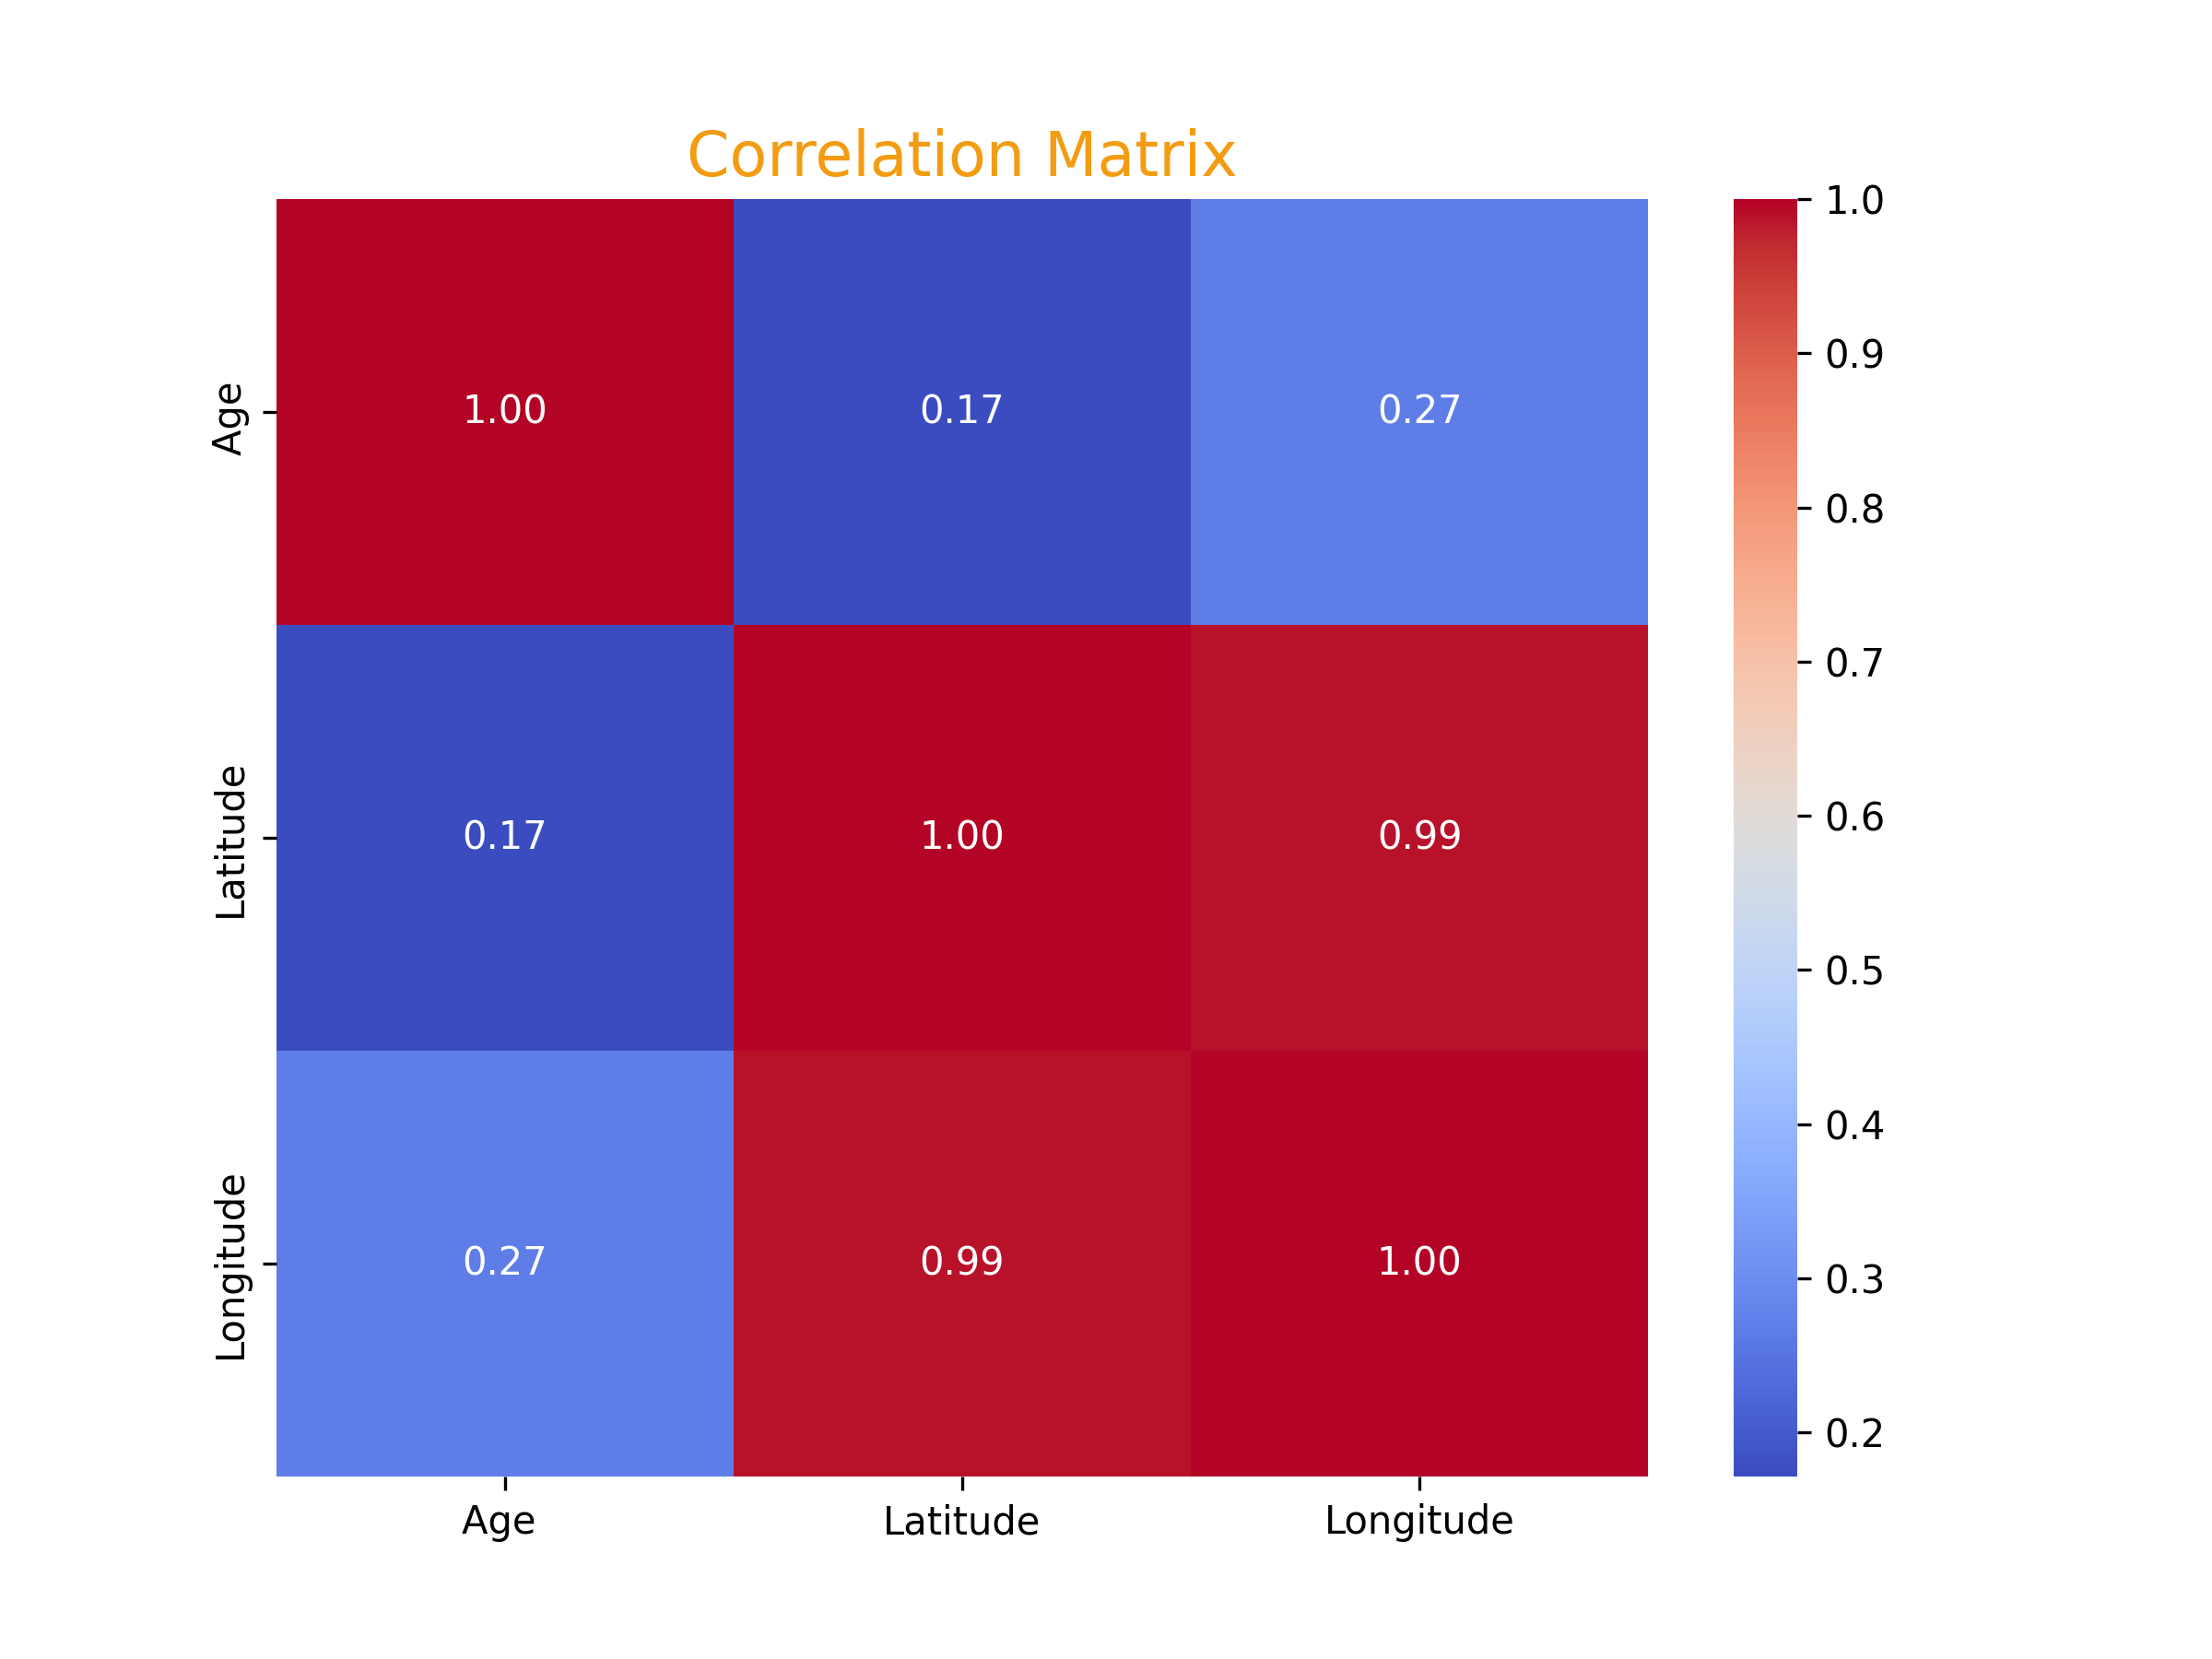 Correlation Matrix
Age 1.00 0.17 0.27
Latitude 0.17 1.00 0.99
Longitude 0.27 0.99 1.00
Age Latitude Longitude
1.0
0.9
0.8
0.7
0.6
0.5
0.4
0.3
0.2